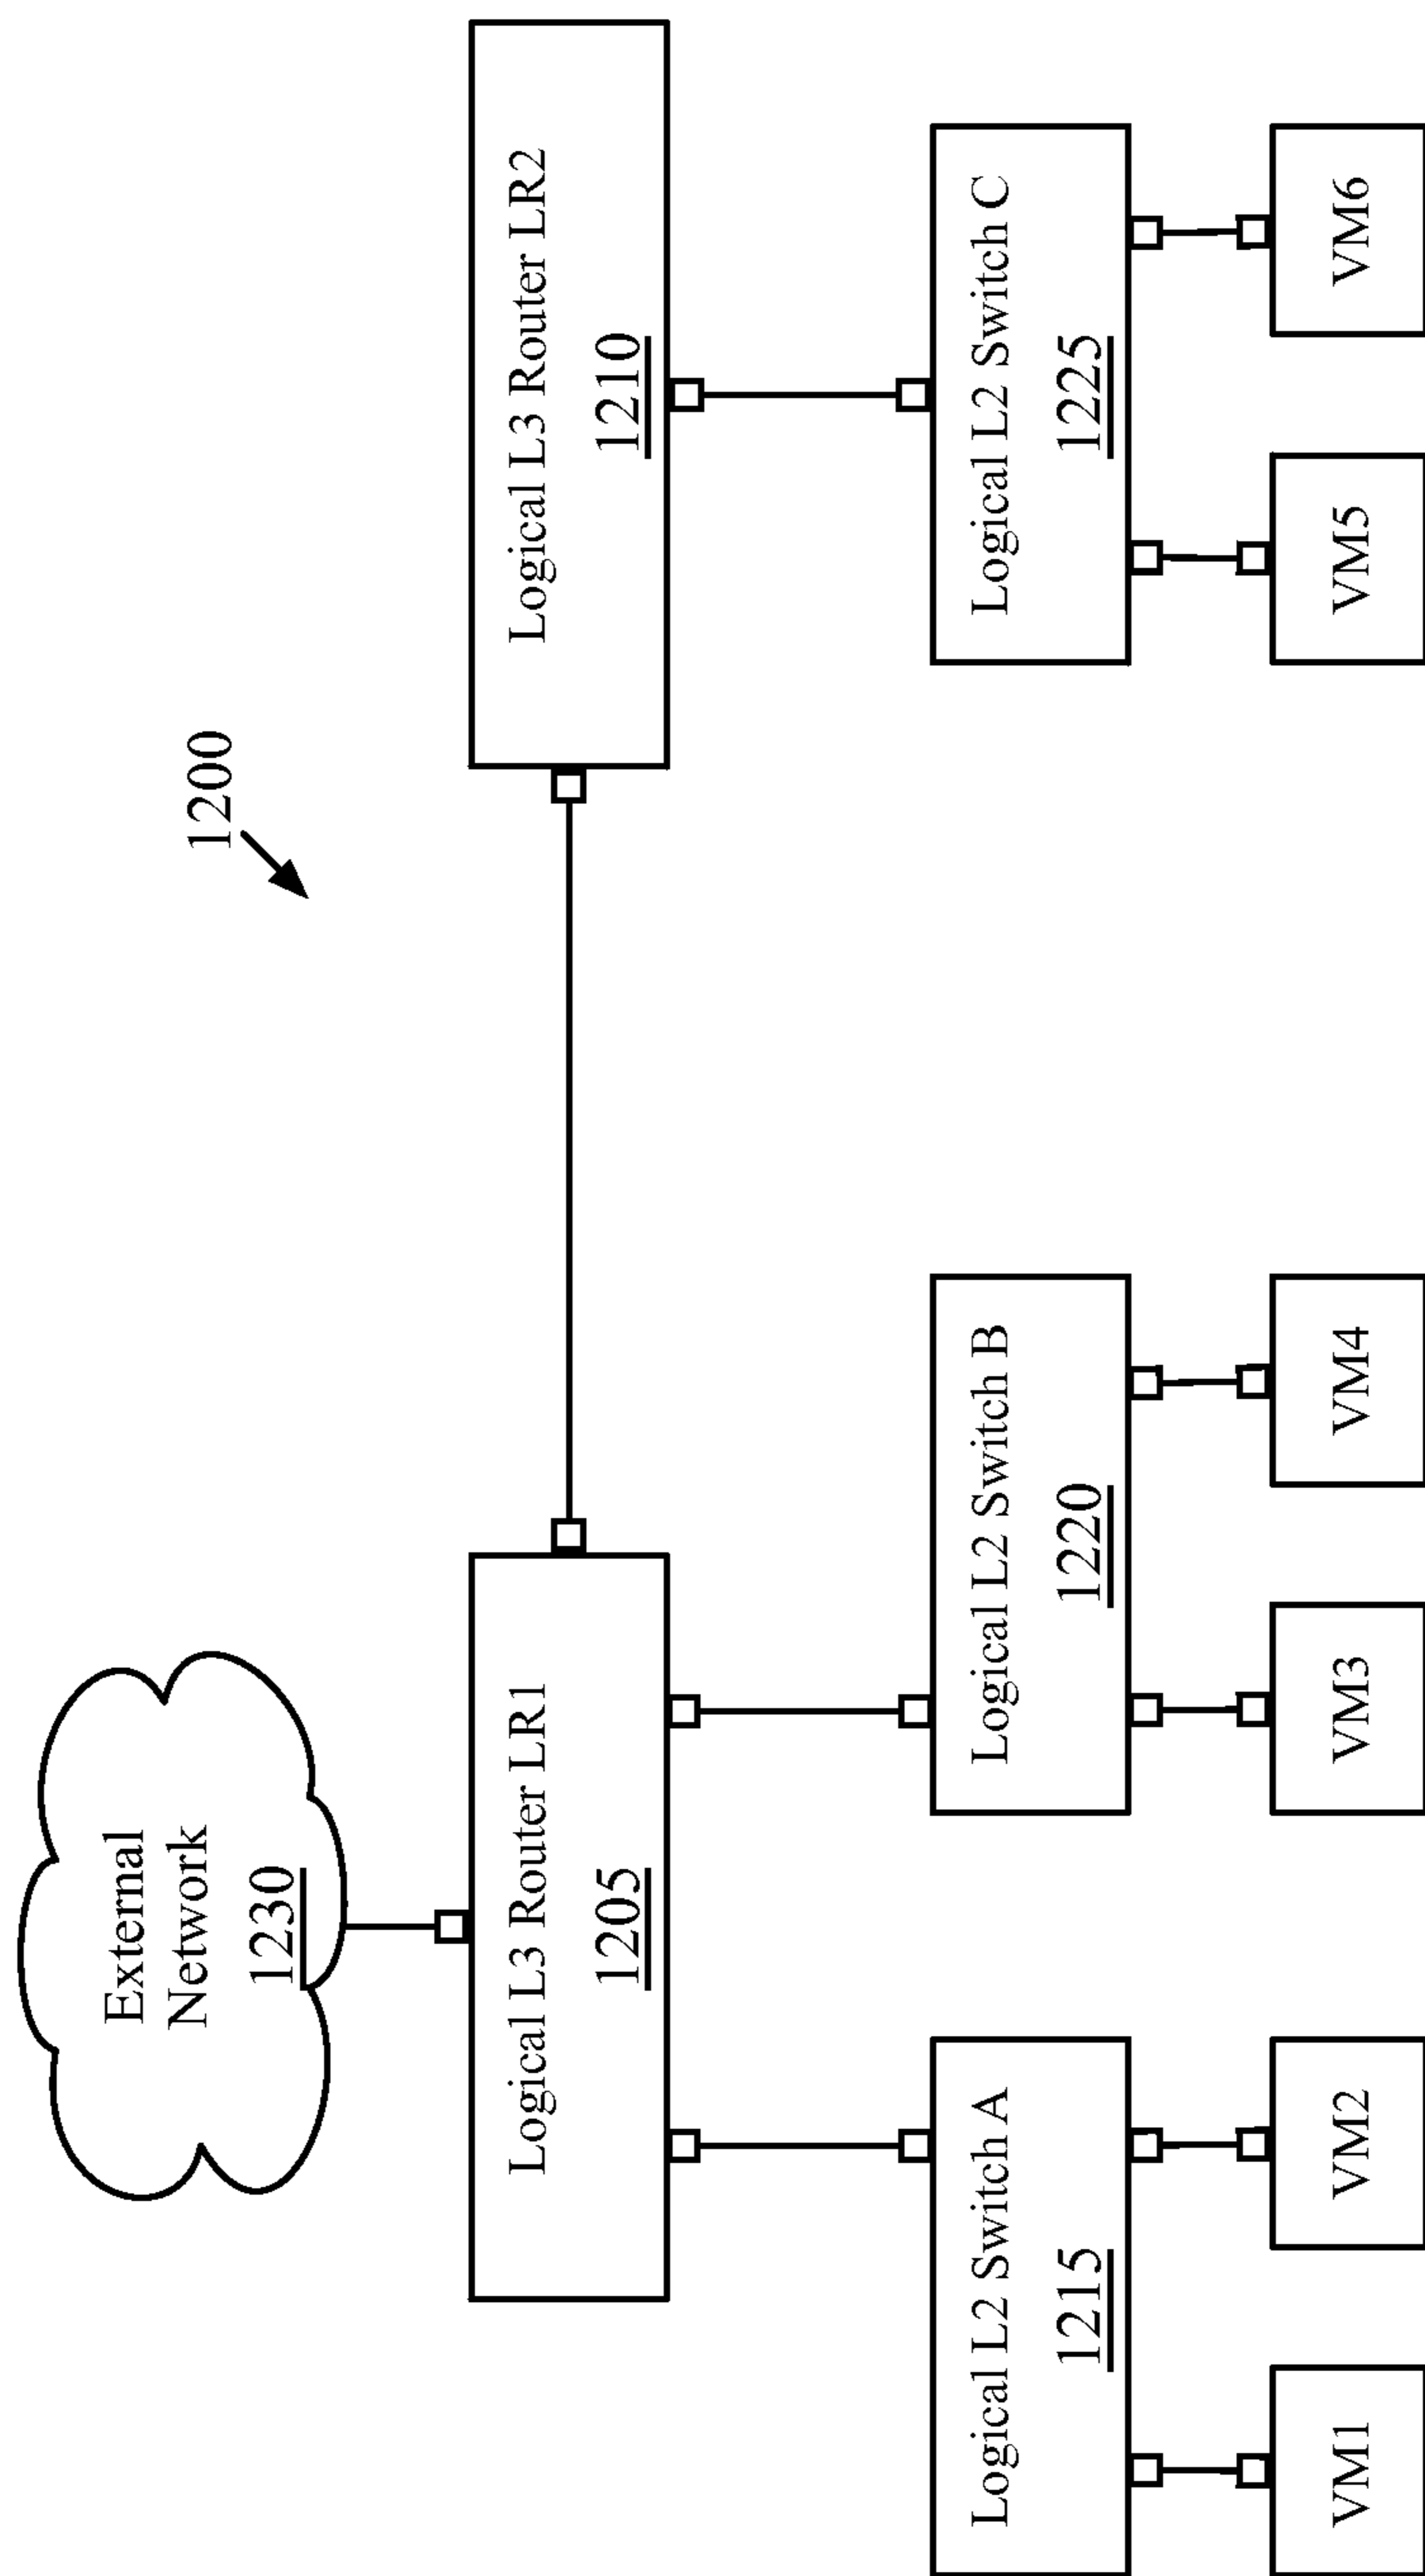 1200
External
Network
1230
Logical L3 Router LR1
1205
Logical L3 Router LR2
1210
Logical L2 Switch A
1215
Logical L2 Switch B
1220
Logical L2 Switch C
1225
VM1
VM2
VM3
VM4
VM5
VM6